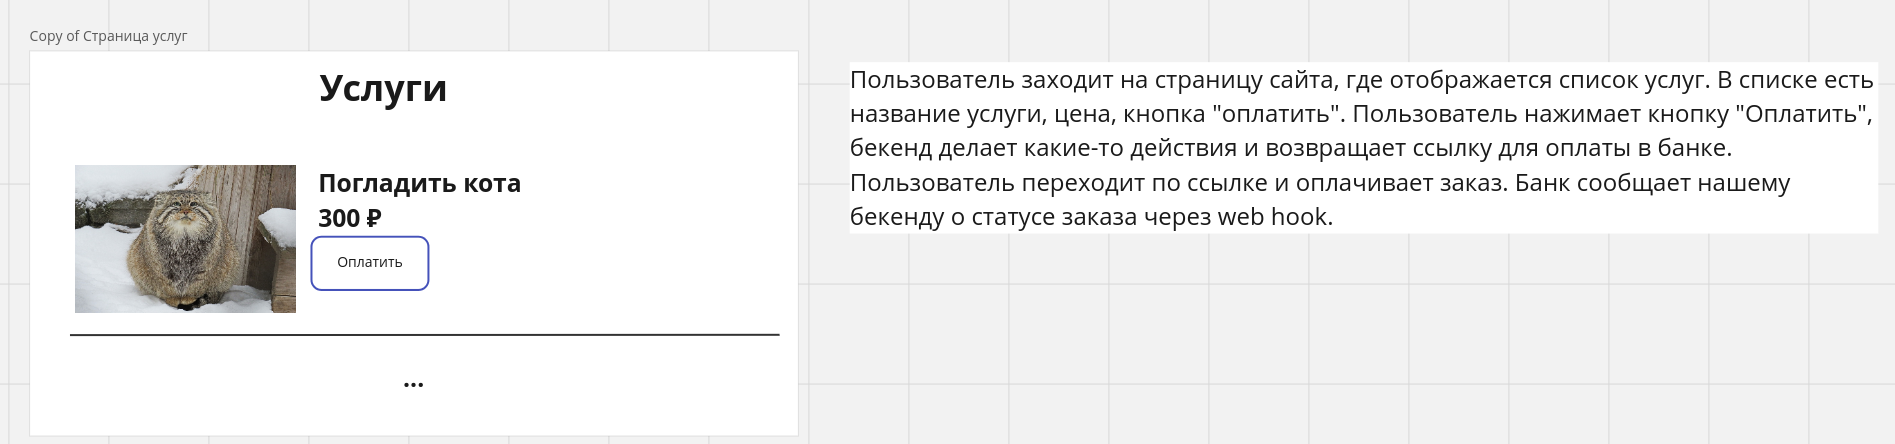 Copy of Страница услуг
Услуги
Погладить кота
300 ₽
Оплатить
...
Пользователь заходит на страницу сайта, где отображается список услуг. В списке есть
название услуги, цена, кнопка "оплатить". Пользователь нажимает кнопку "Оплатить",
бекенд делает какие-то действия и возвращает ссылку для оплаты в банке.
Пользователь переходит по ссылке и оплачивает заказ. Банк сообщает нашему
бекенду о статусе заказа через web hook.